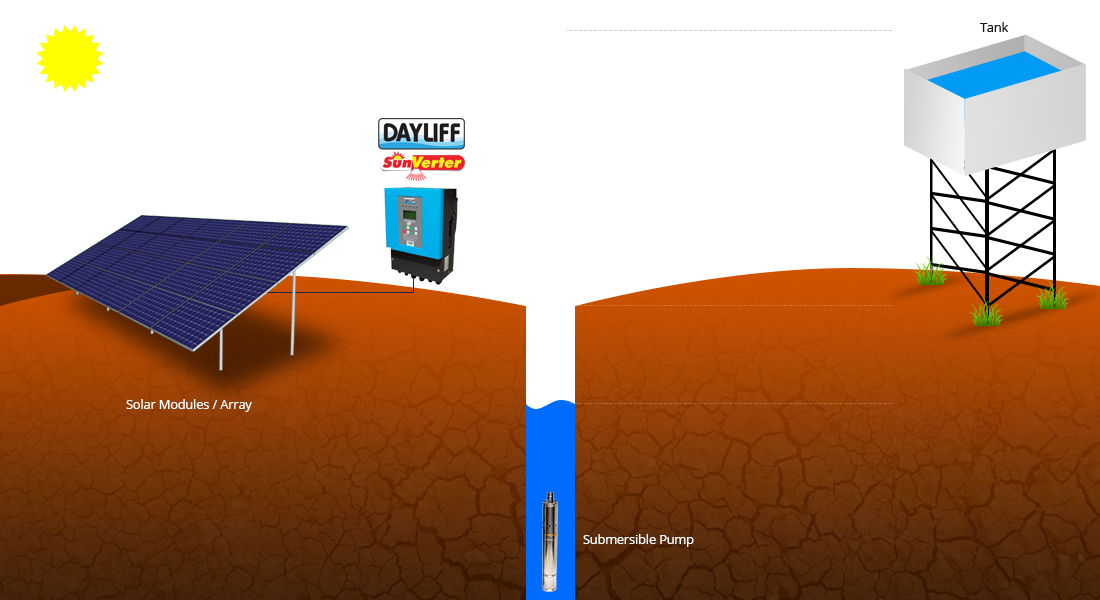 Tank
DAYLIFF
SunVerter
Solar Modules / Array
Submersible Pump